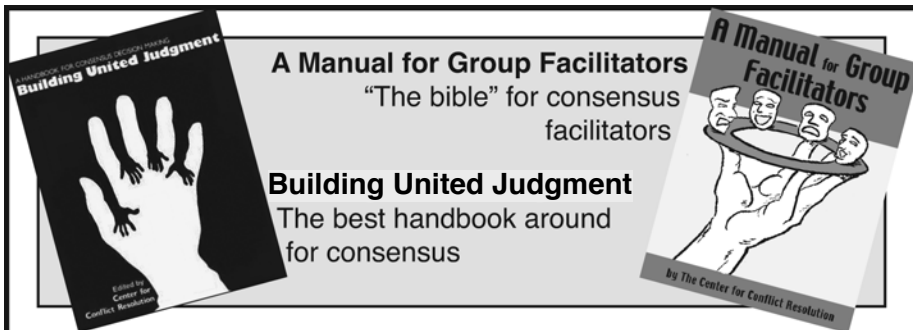 A HANDBOOK FOR CONSENSUS DECISION MAKING
Building United Judgment
Edited by
Center for
Conflict Resolution
A Manual for Group Facilitators
“The bible” for consensus
facilitators
Building United Judgment
The best handbook around
for consensus
A Manual for Group
Facilitators
by The Center for Conflict Resolution